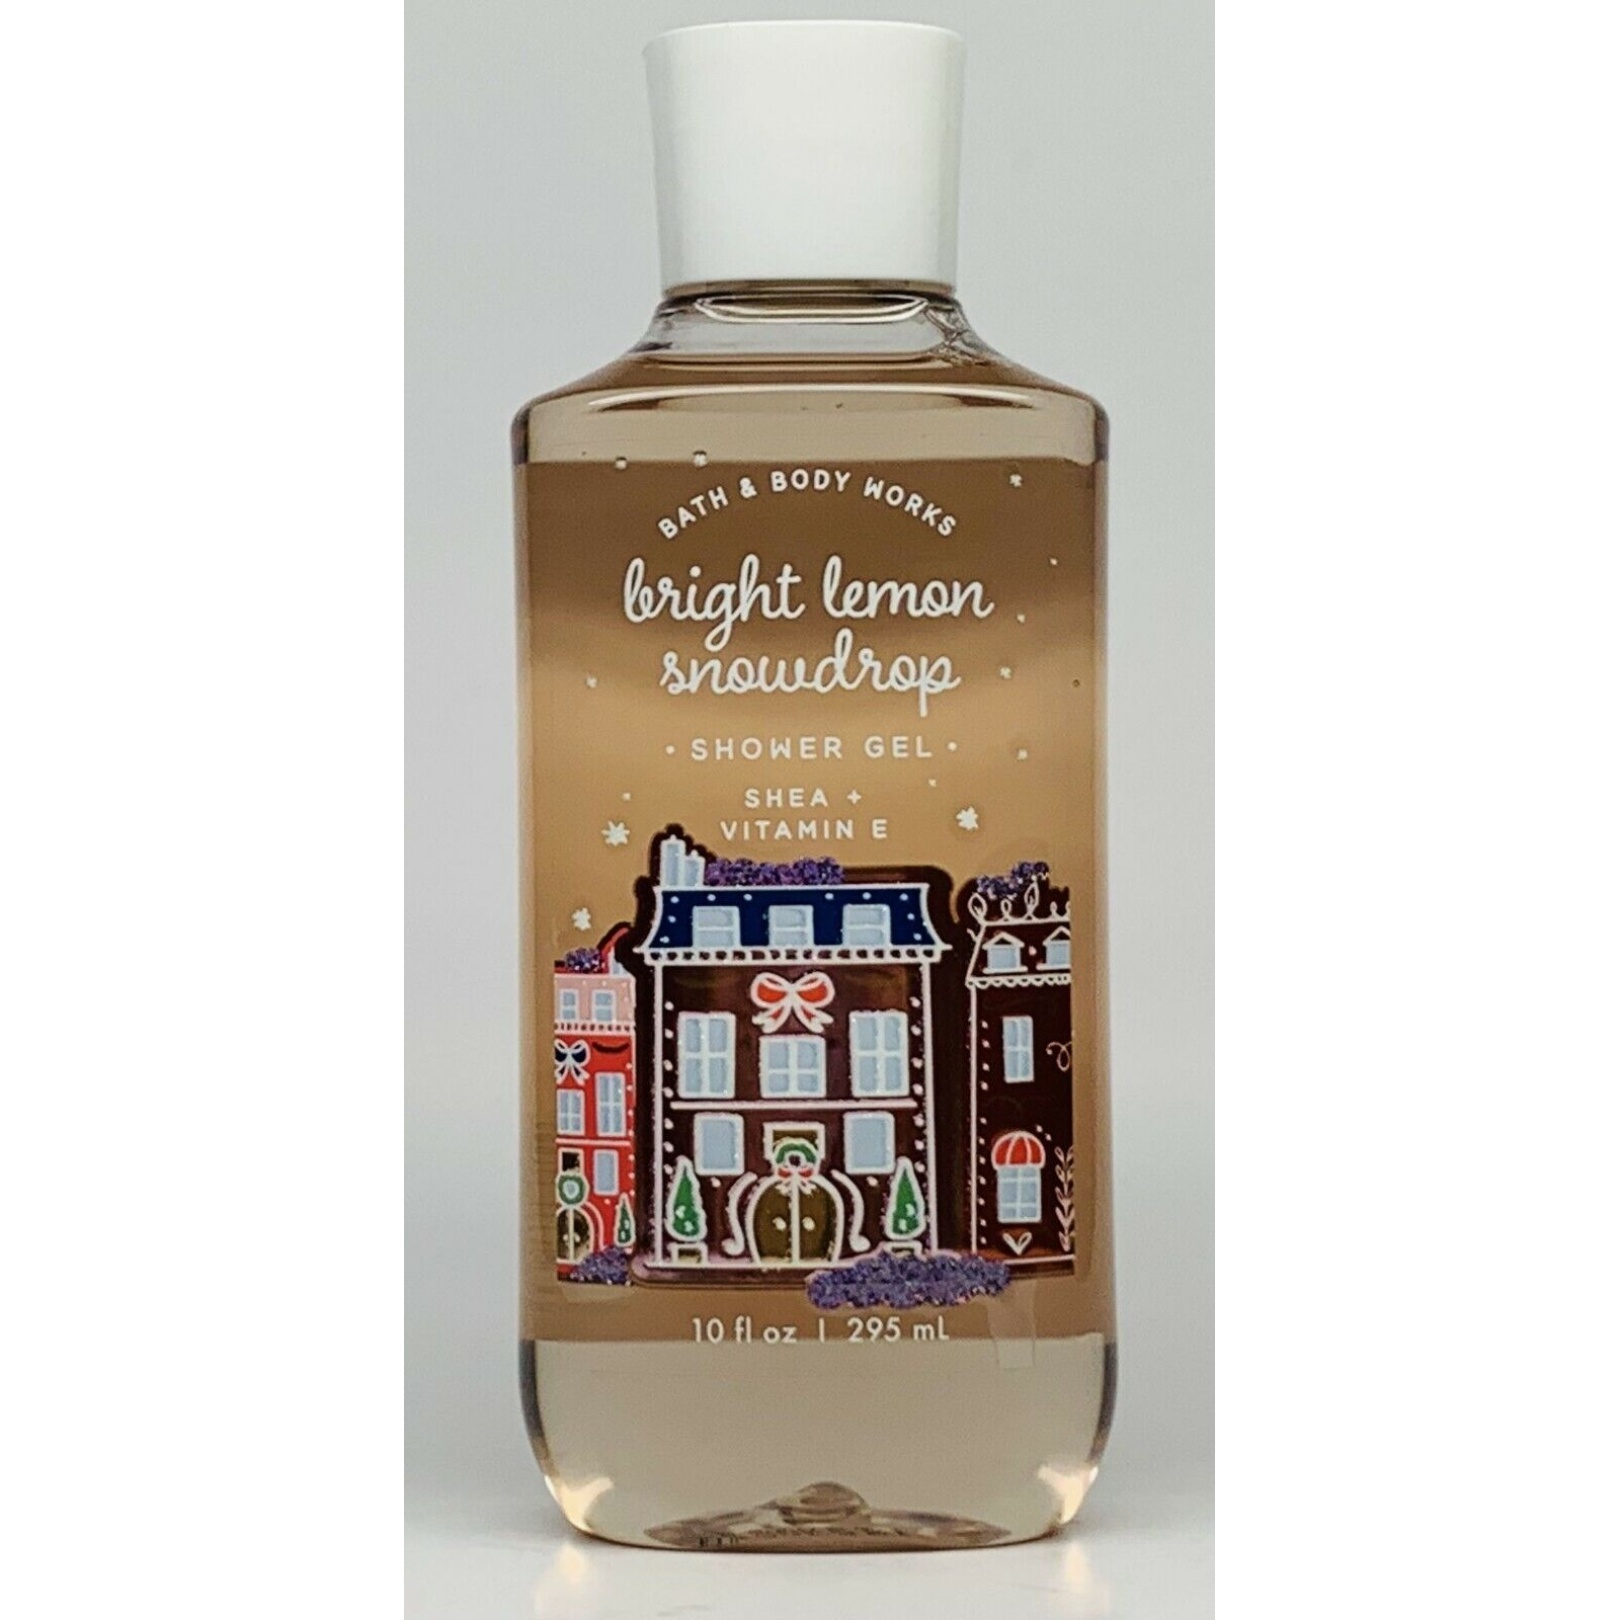 BATH & BODY WORKS
bright lemon
snowdrop
• SHOWER GEL •
SHEA +
VITAMIN E
10 fl oz | 295 mL